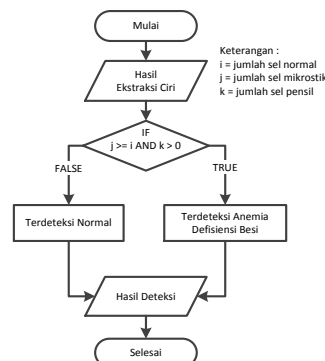 Mulai
Keterangan :
i = jumlah sel normal
j = jumlah sel mikrostik
k = jumlah sel pensil
Hasil
Ekstraksi Ciri
IF
j >= i AND k > 0
FALSE
TRUE
Terdeteksi Normal
Terdeteksi Anemia
Defisiensi Besi
Hasil Deteksi
Selesai